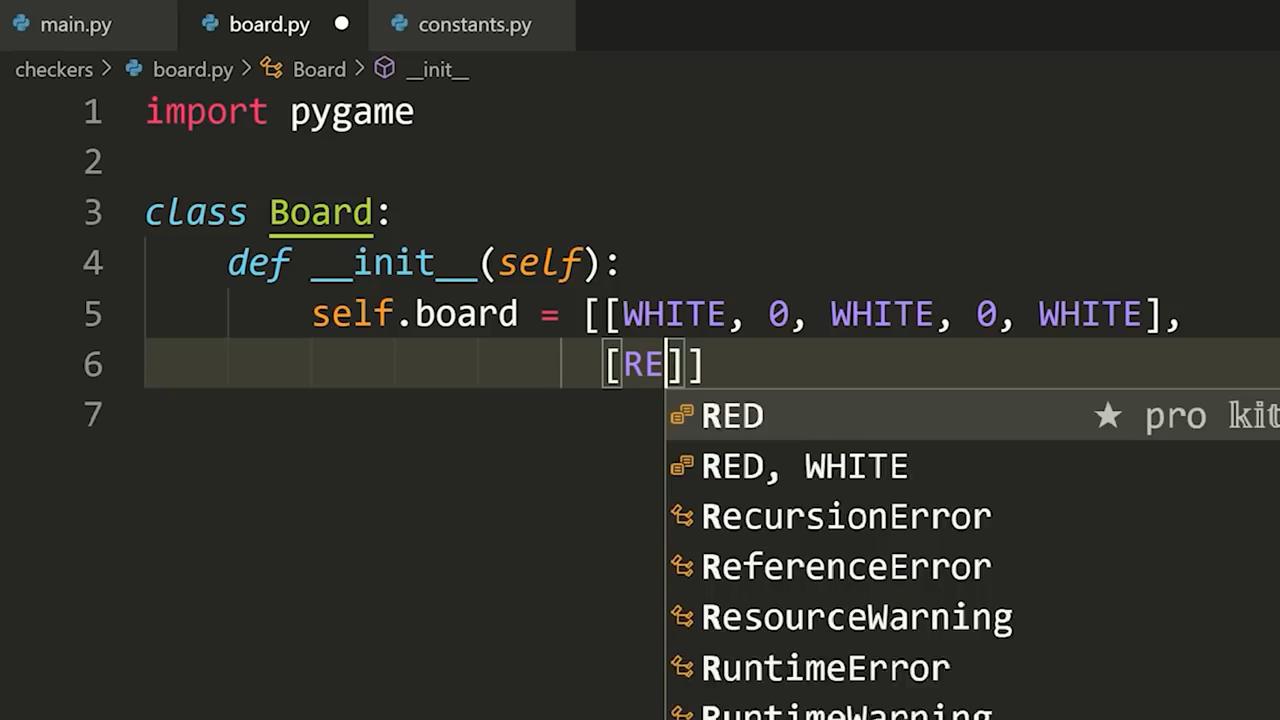 main.py board.py constants.py
checkers > board.py > Board > __init__
1 import pygame
2
3 class Board:
4 def __init__(self):
5 self.board = [[WHITE, 0, WHITE, 0, WHITE],
6 [RE]]
7
RED ★ pro kit
RED, WHITE
RecursionError
ReferenceError
ResourceWarning
RuntimeError
RuntimeWarning